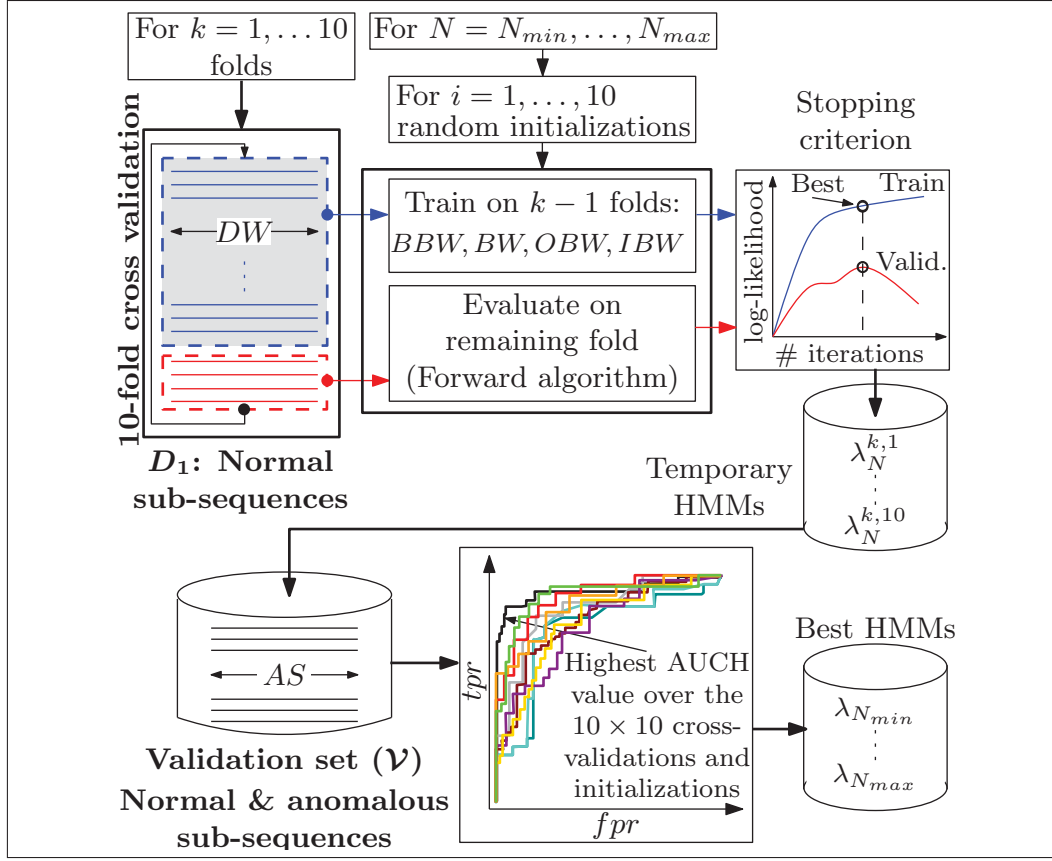 For k = 1, … 10
folds
For N = N_min, …, N_max
For i = 1, …, 10
random initializations
10-fold cross validation
DW
D₁: Normal
sub-sequences
Train on k − 1 folds:
BBW, BW, OBW, IBW
Evaluate on
remaining fold
(Forward algorithm)
Stopping
criterion
Best
Train
Valid.
log-likelihood
# iterations
Temporary
HMMs
λ_N^{k,1}
λ_N^{k,10}
AS
Validation set (𝒱)
Normal & anomalous
sub-sequences
tpr
Highest AUCH
value over the
10 × 10 cross-
validations and
initializations
fpr
Best HMMs
λ_{N_min}
λ_{N_max}